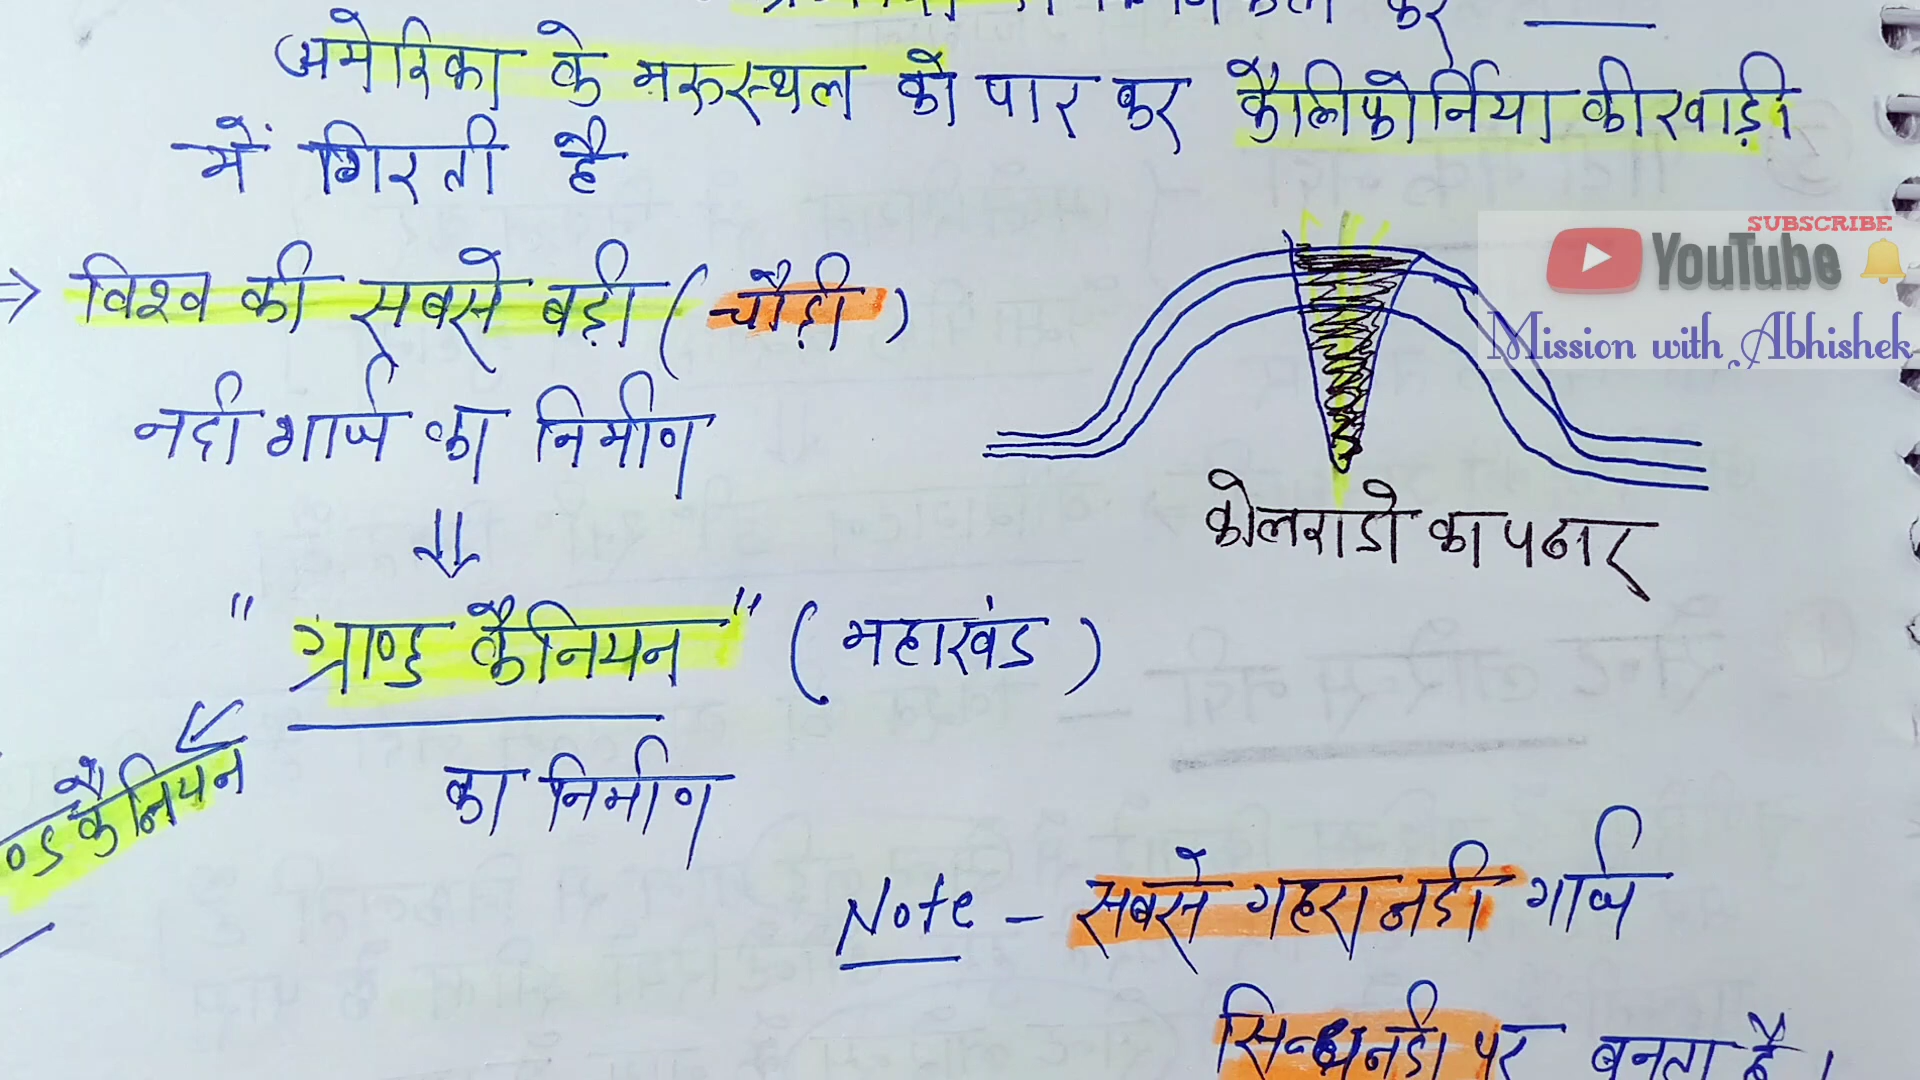 कर
अमेरिका के मरुस्थल को पार कर कैलिफोर्निया की खाड़ी
में गिरती है
SUBSCRIBE
YouTube
Mission with Abhishek
⇒ विश्व की सबसे बड़ी (चौड़ी)
नदी गार्ज का निर्माण
कोलराडो का पठार
"ग्राण्ड कैनियन" (महाखंड)
कैनियन
का निर्माण
Note - सबसे गहरा नदी गार्ज
सिन्धु नदी पर बनता है।